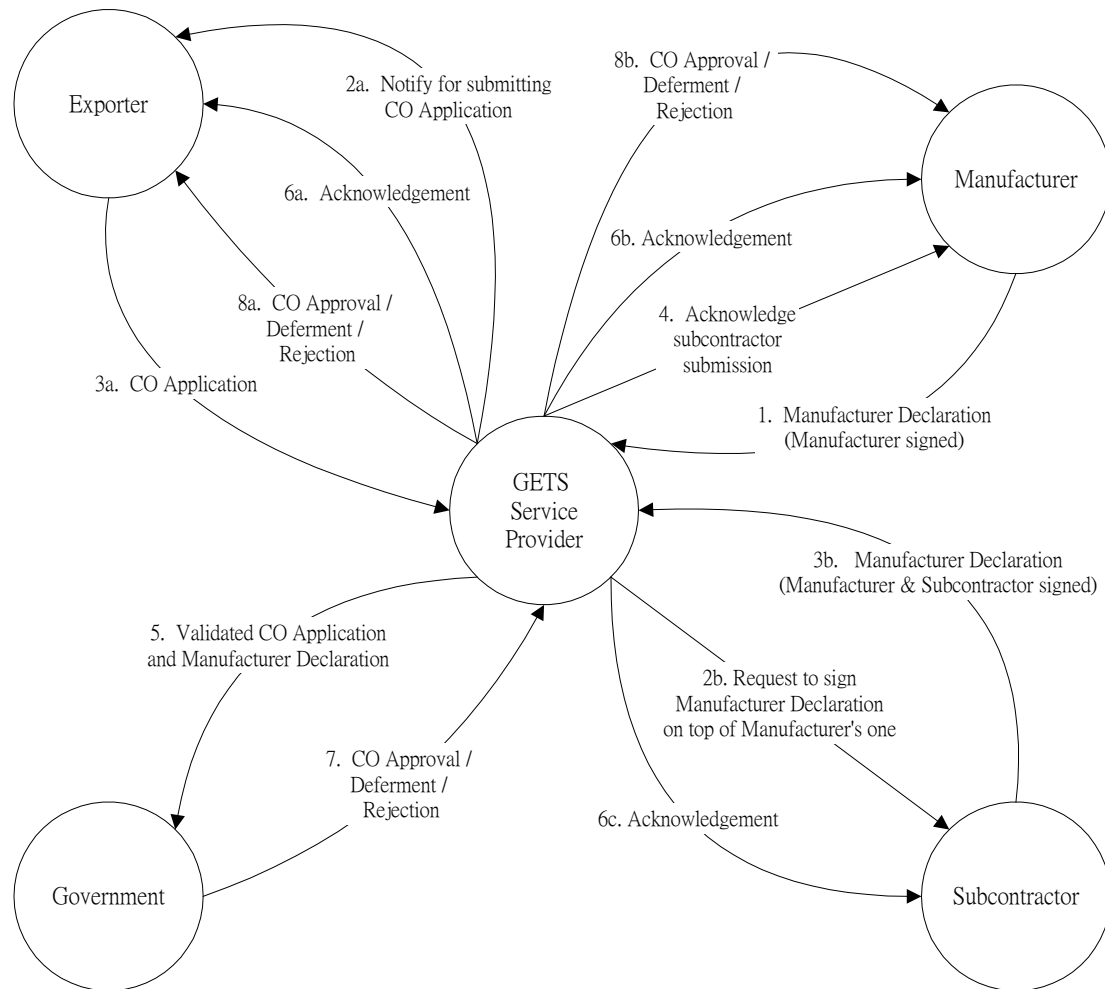 2a. Notify for submitting
CO Application
8b. CO Approval /
Deferment /
Rejection
Exporter
Manufacturer
6a. Acknowledgement
6b. Acknowledgement
8a. CO Approval /
Deferment /
Rejection
4. Acknowledge
subcontractor
submission
3a. CO Application
1. Manufacturer Declaration
(Manufacturer signed)
GETS
Service
Provider
3b. Manufacturer Declaration
(Manufacturer & Subcontractor signed)
5. Validated CO Application
and Manufacturer Declaration
2b. Request to sign
Manufacturer Declaration
on top of Manufacturer's one
7. CO Approval /
Deferment /
Rejection
6c. Acknowledgement
Government
Subcontractor